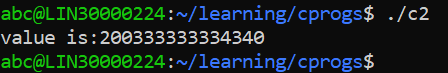 abc@LIN30000224:~/learning/cprogs$ ./c2
value is:200333333334340
abc@LIN30000224:~/learning/cprogs$